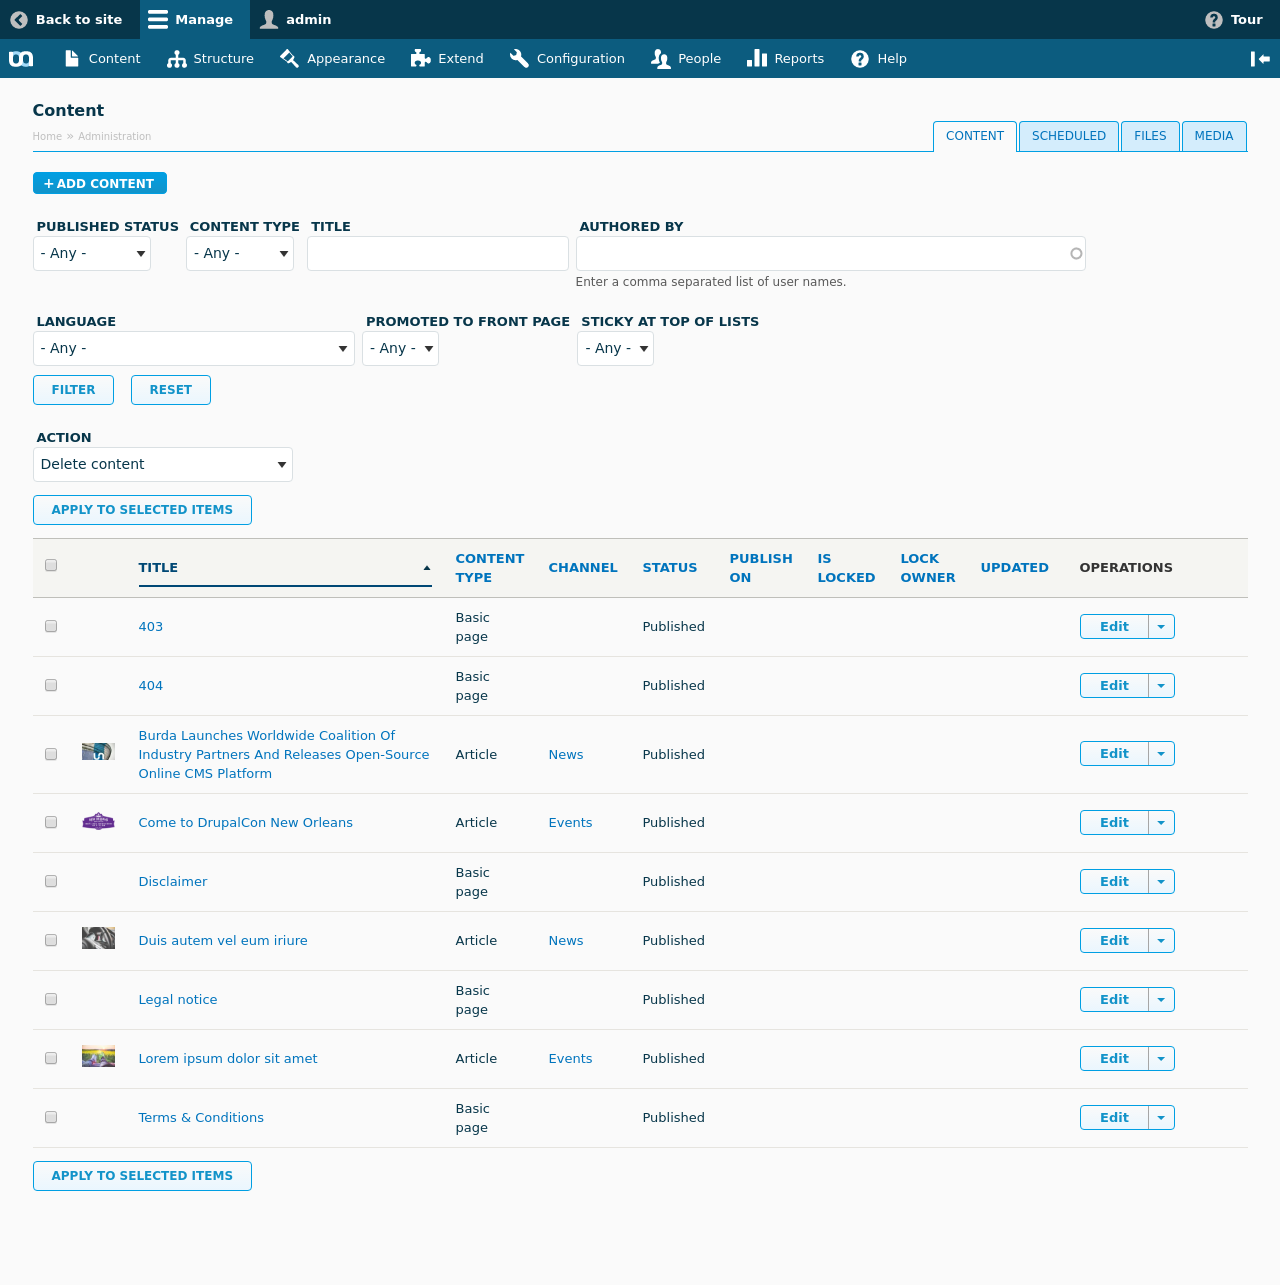 Back to site Manage admin Tour
Content Structure Appearance Extend Configuration People Reports Help
Content
Home » Administration
CONTENT SCHEDULED FILES MEDIA
+ ADD CONTENT
PUBLISHED STATUS CONTENT TYPE TITLE AUTHORED BY
- Any - - Any -
Enter a comma separated list of user names.
LANGUAGE PROMOTED TO FRONT PAGE STICKY AT TOP OF LISTS
- Any - - Any - - Any -
FILTER RESET
ACTION
Delete content
APPLY TO SELECTED ITEMS
TITLE CONTENT TYPE CHANNEL STATUS PUBLISH ON IS LOCKED LOCK OWNER UPDATED OPERATIONS
403 Basic page Published Edit
404 Basic page Published Edit
Burda Launches Worldwide Coalition Of
Industry Partners And Releases Open-Source Article News Published Edit
Online CMS Platform
Come to DrupalCon New Orleans Article Events Published Edit
Disclaimer Basic page Published Edit
Duis autem vel eum iriure Article News Published Edit
Legal notice Basic page Published Edit
Lorem ipsum dolor sit amet Article Events Published Edit
Terms & Conditions Basic page Published Edit
APPLY TO SELECTED ITEMS